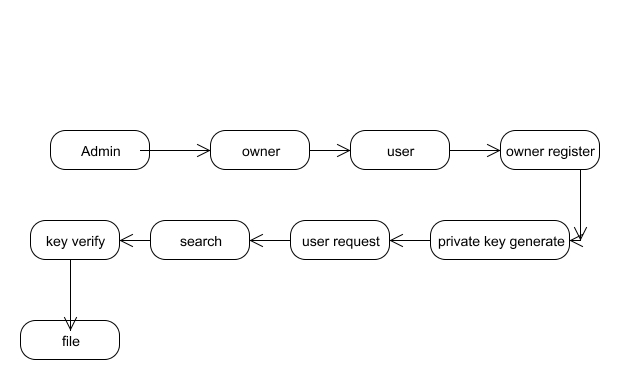 Admin
owner
user
owner register
key verify
search
user request
private key generate
file